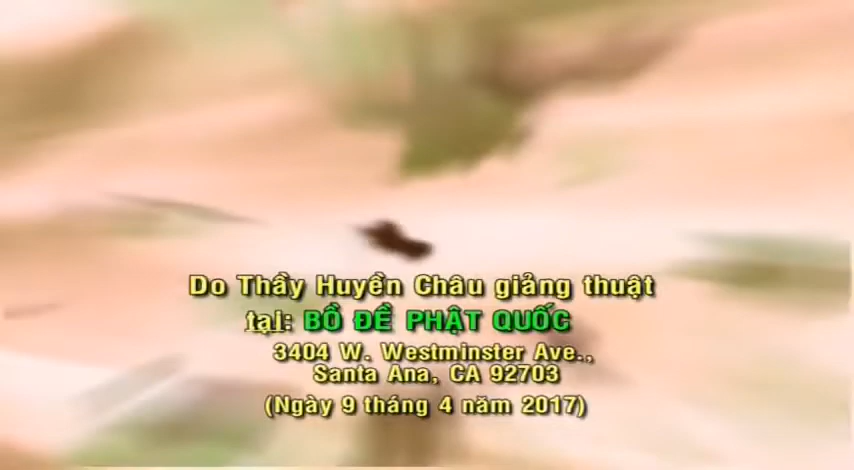 Do Thầy Huyền Châu giảng thuật
tại: BỒ ĐỀ PHẬT QUỐC
3404 W. Westminster Ave.,
Santa Ana, CA 92703
(Ngày 9 tháng 4 năm 2017)